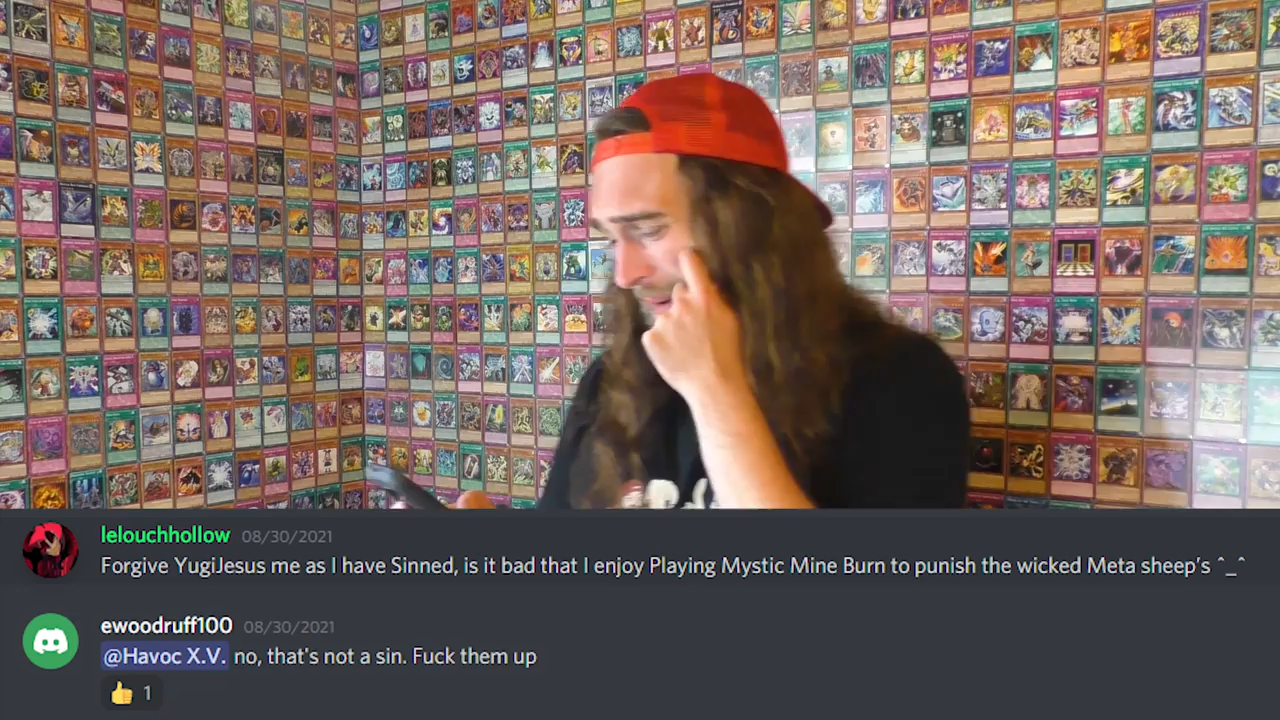 lelouchhollow 08/30/2021
Forgive YugiJesus me as I have Sinned, is it bad that I enjoy Playing Mystic Mine Burn to punish the wicked Meta sheep's ^_^
ewoodruff100 08/30/2021
@Havoc X.V. no, that's not a sin. Fuck them up
👍 1